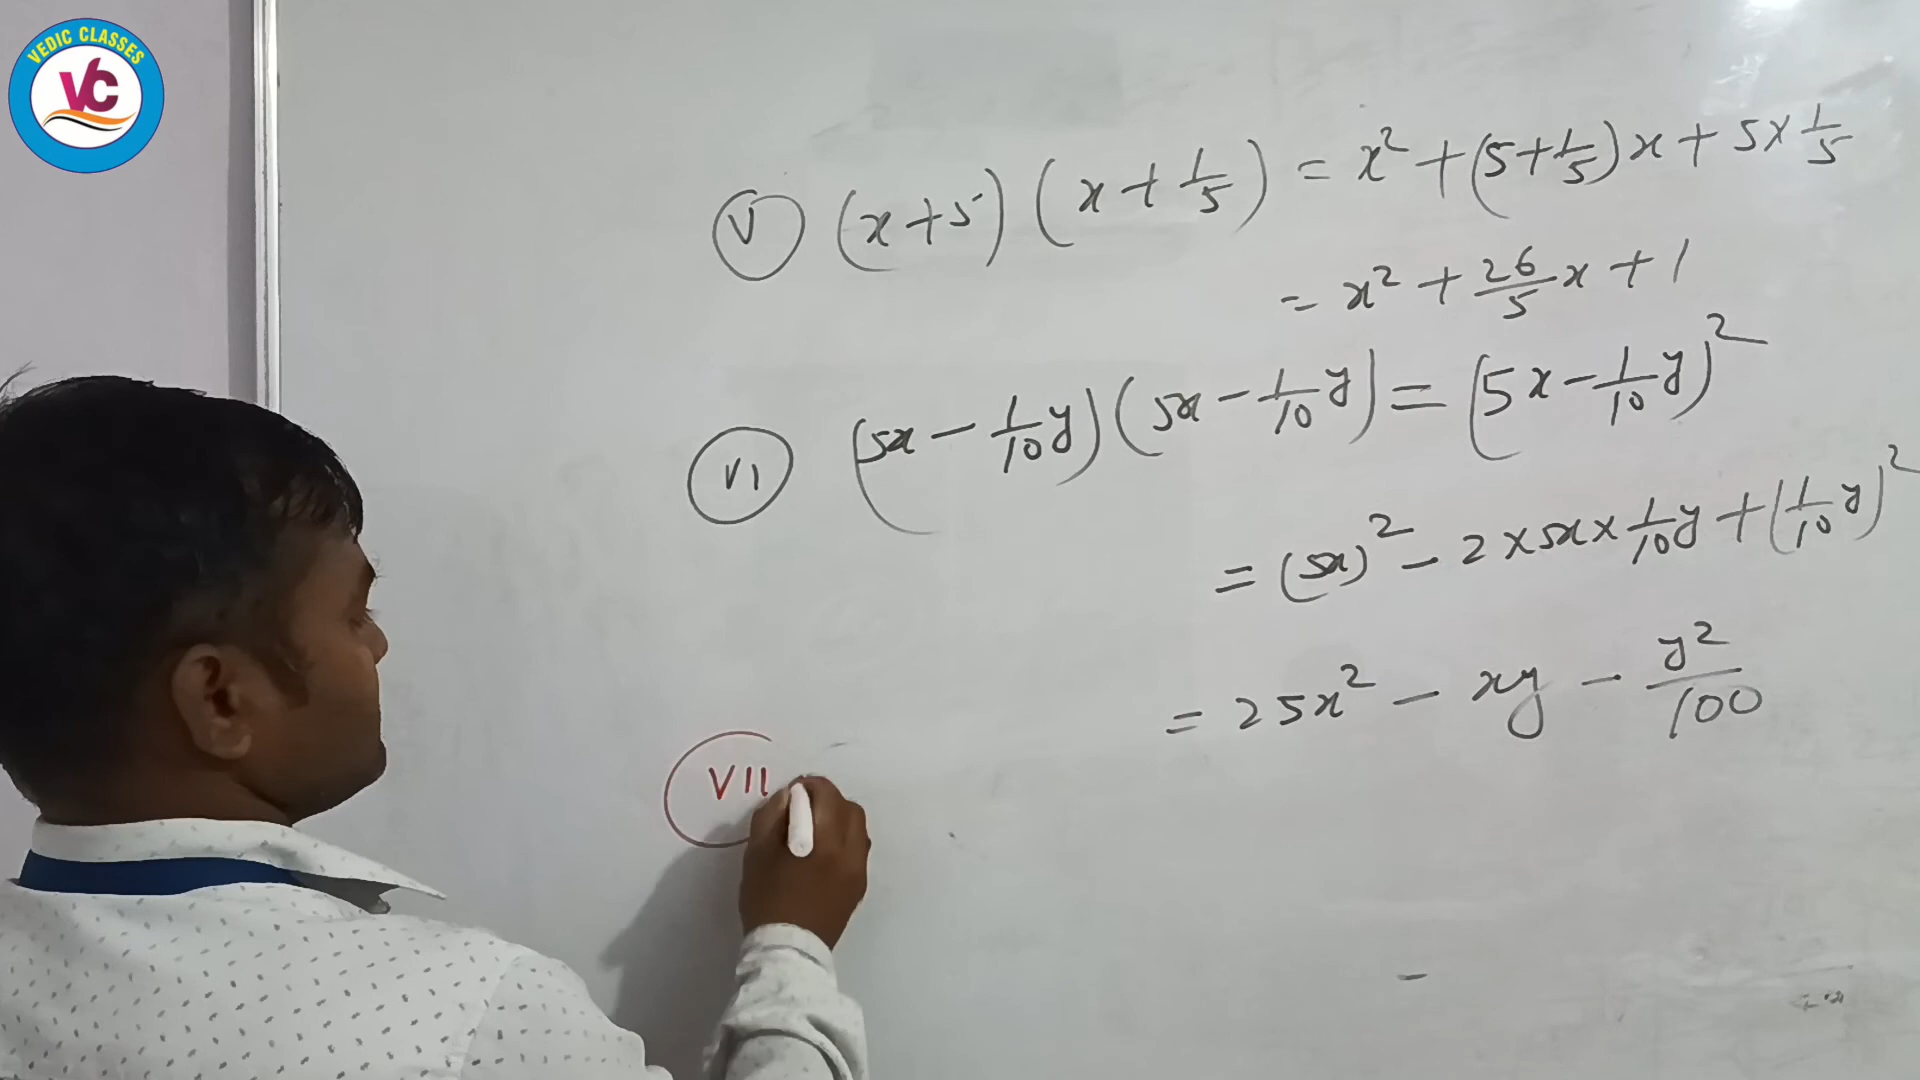 VEDIC CLASSES
VC
(V) (x+5) (x+1/5) = x² + (5+1/5)x + 5×1/5
= x² + 26/5 x + 1
(VI) (5x - 1/10 y) (5x - 1/10 y) = (5x - 1/10 y)²
= (5x)² - 2×5x×1/10 y + (1/10 y)²
= 25x² - xy - y²/100
(VII